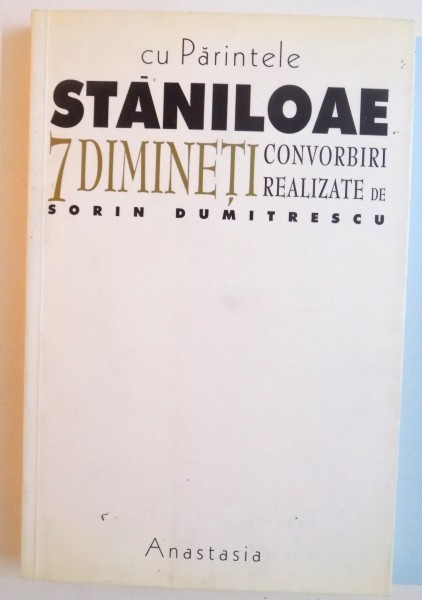 cu Părintele
STĂNILOAE
7 DIMINEȚI CONVORBIRI
REALIZATE DE
SORIN DUMITRESCU
Anastasia